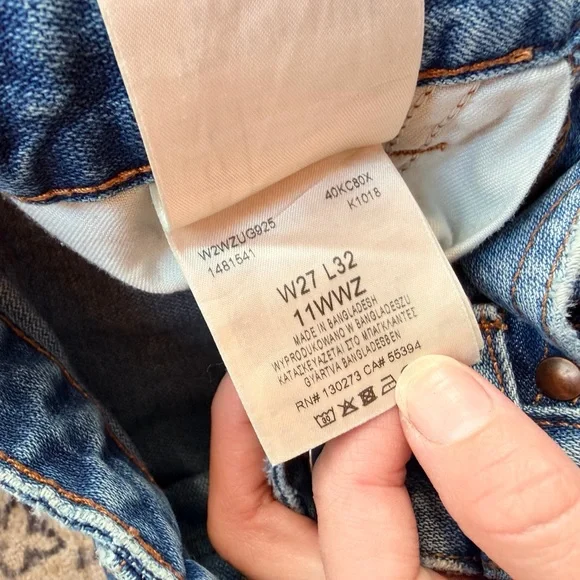 W2WZUG925 40KC80X
1481541 K1018
W27 L32
11WWZ
MADE IN BANGLADESH
WYPRODUKOWANO W BANGLADESZU
ΚΑΤΑΣΚΕΥΑΖΕΤΑΙ ΣΤΟ ΜΠΑΓΚΛΑΝΤΕΣ
GYÁRTVA BANGLADESBEN
RN# 130273 CA# 55394